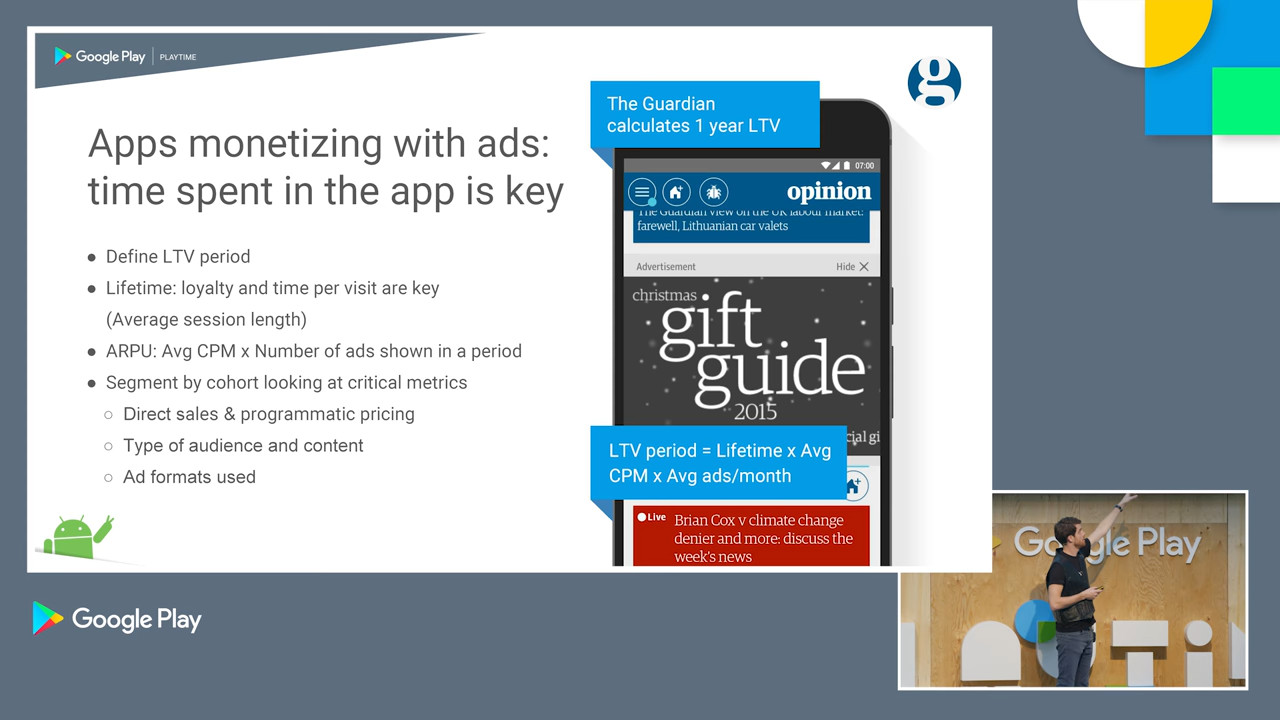 Google Play | PLAYTIME
Apps monetizing with ads:
time spent in the app is key
● Define LTV period
● Lifetime: loyalty and time per visit are key
(Average session length)
● ARPU: Avg CPM x Number of ads shown in a period
● Segment by cohort looking at critical metrics
○ Direct sales & programmatic pricing
○ Type of audience and content
○ Ad formats used
g
The Guardian
calculates 1 year LTV
07:00
opinion
The Guardian view on the UK labour market:
farewell, Lithuanian car valets
Advertisement
Hide X
christmas
gift
guide
2015
cial gi
LTV period = Lifetime x Avg
CPM x Avg ads/month
Live
Brian Cox v climate change
denier and more: discuss the
week's news
Google Play
Google Play